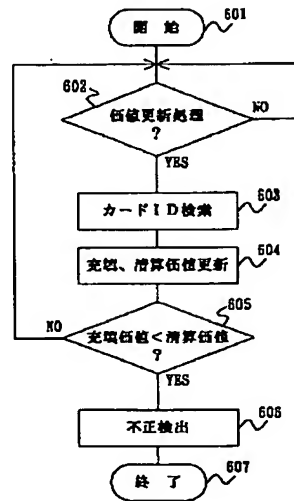 開 始
601
602
価値更新処理
?
NO
YES
カードID検索
603
充填、清算価値更新
604
605
NO
充填価値<清算価値
?
YES
不正検出
606
終 了
607